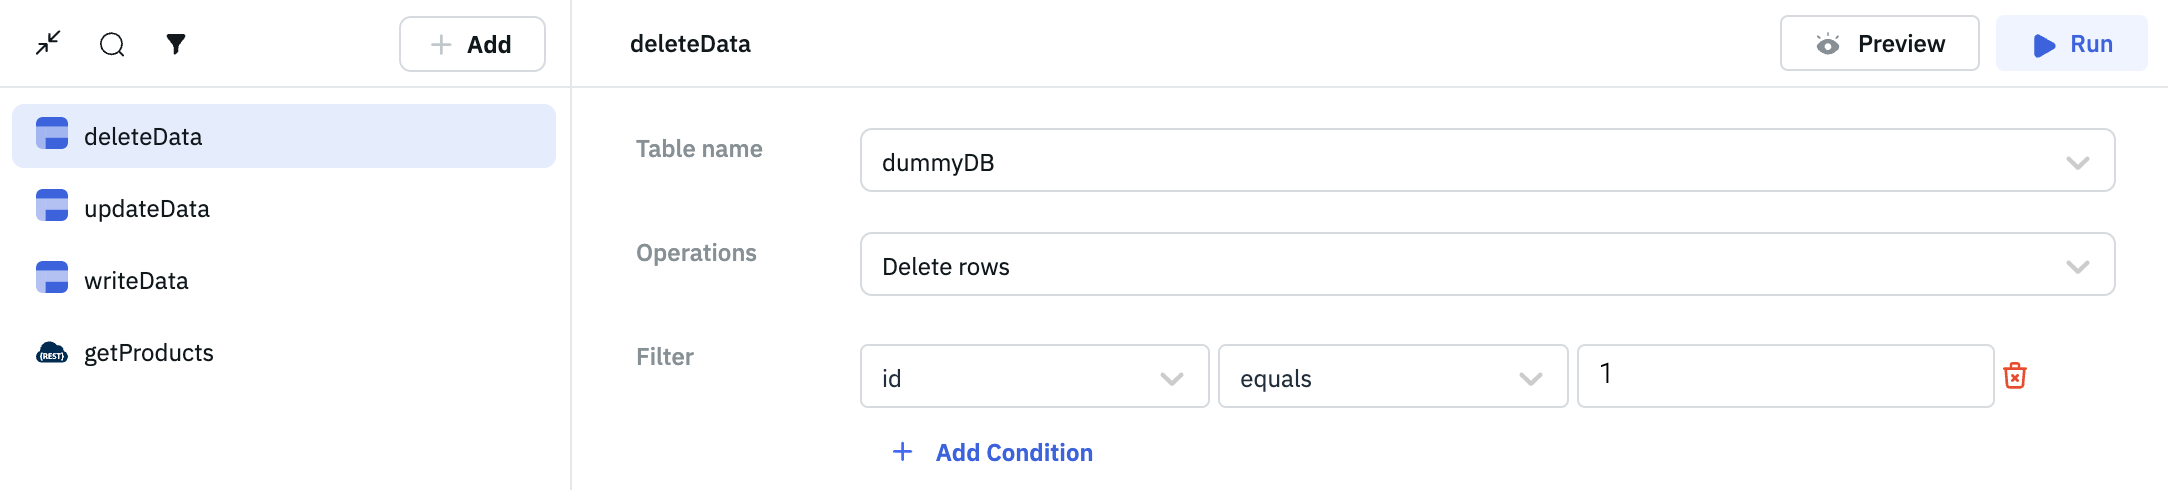 Add
deleteData
Preview
Run
deleteData
updateData
writeData
{REST}
getProducts
Table name
dummyDB
Operations
Delete rows
Filter
id
equals
1
Add Condition